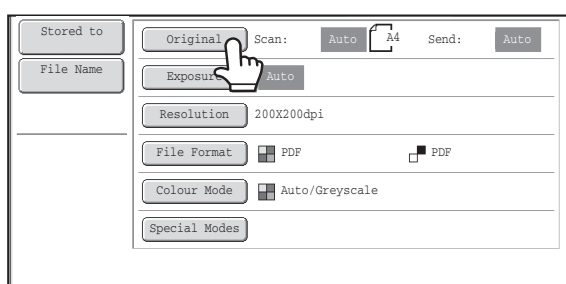 Stored to
File Name
Original Scan: Auto A4 Send: Auto
Exposure Auto
Resolution 200X200dpi
File Format PDF PDF
Colour Mode Auto/Greyscale
Special Modes